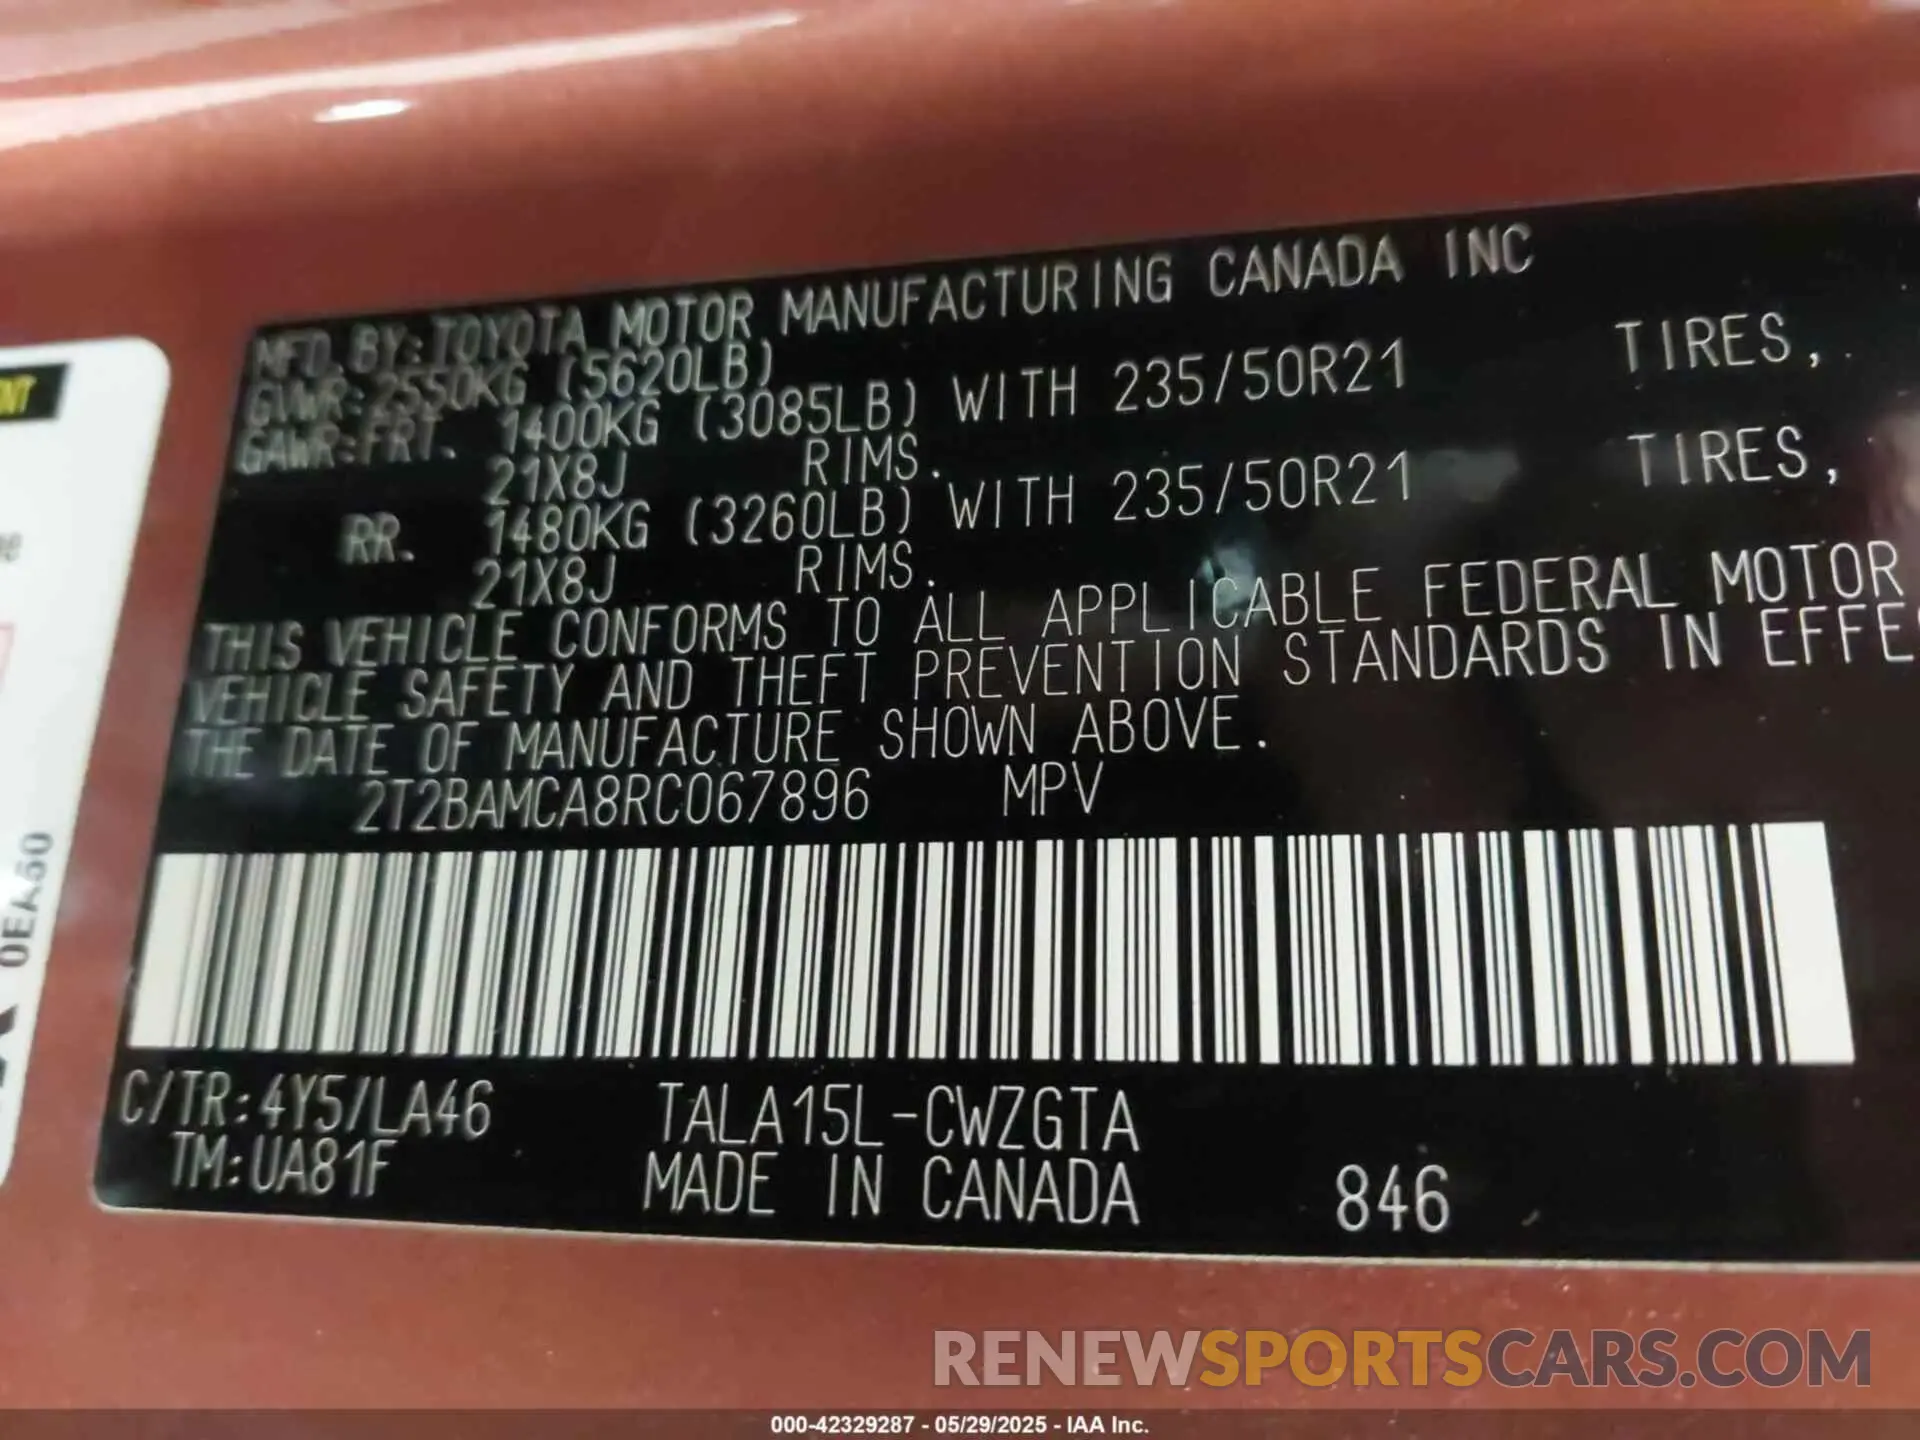 MFD. BY: TOYOTA MOTOR MANUFACTURING CANADA INC
GVWR: 2550KG (5620LB)
GAWR: FRT. 1400KG (3085LB) WITH 235/50R21 TIRES,
21X8J RIMS.
RR. 1480KG (3260LB) WITH 235/50R21 TIRES,
21X8J RIMS.
THIS VEHICLE CONFORMS TO ALL APPLICABLE FEDERAL MOTOR
VEHICLE SAFETY AND THEFT PREVENTION STANDARDS IN EFFE
THE DATE OF MANUFACTURE SHOWN ABOVE.
2T2BAMCA8RC067896 MPV
C/TR: 4Y5/LA46 TALA15L-CWZGTA
TM: UA81F MADE IN CANADA 846
0EA50
RENEWSPORTSCARS.COM
000-42329287 - 05/29/2025 - IAA Inc.